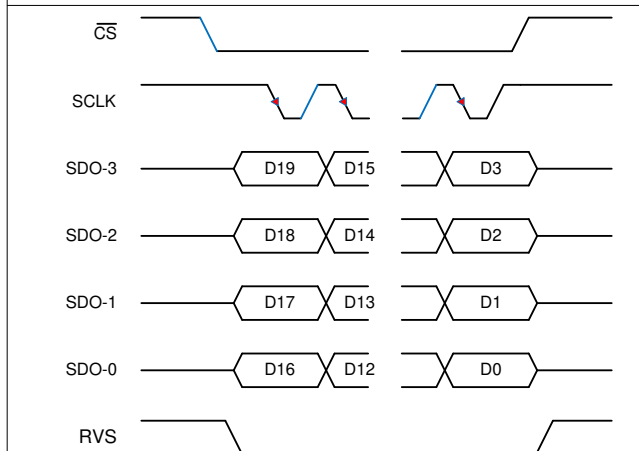 CS
SCLK
SDO-3 D19 D15 D3
SDO-2 D18 D14 D2
SDO-1 D17 D13 D1
SDO-0 D16 D12 D0
RVS